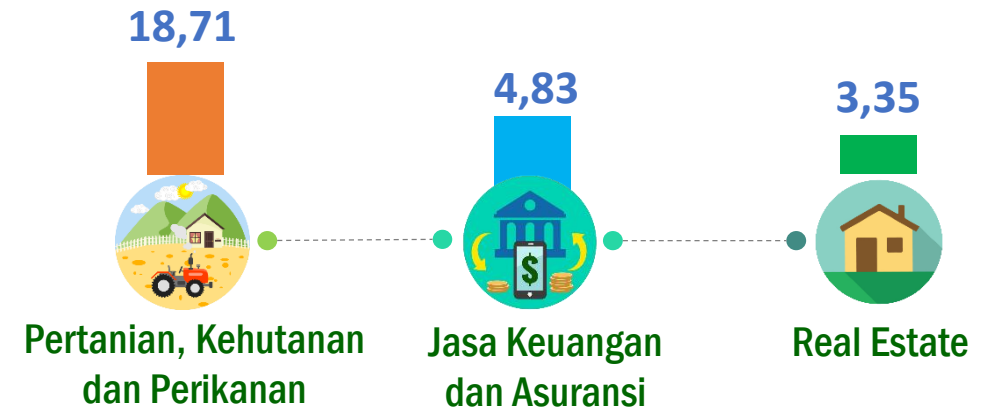 18,71
4,83
3,35
$
Pertanian, Kehutanan
dan Perikanan
Jasa Keuangan
dan Asuransi
Real Estate